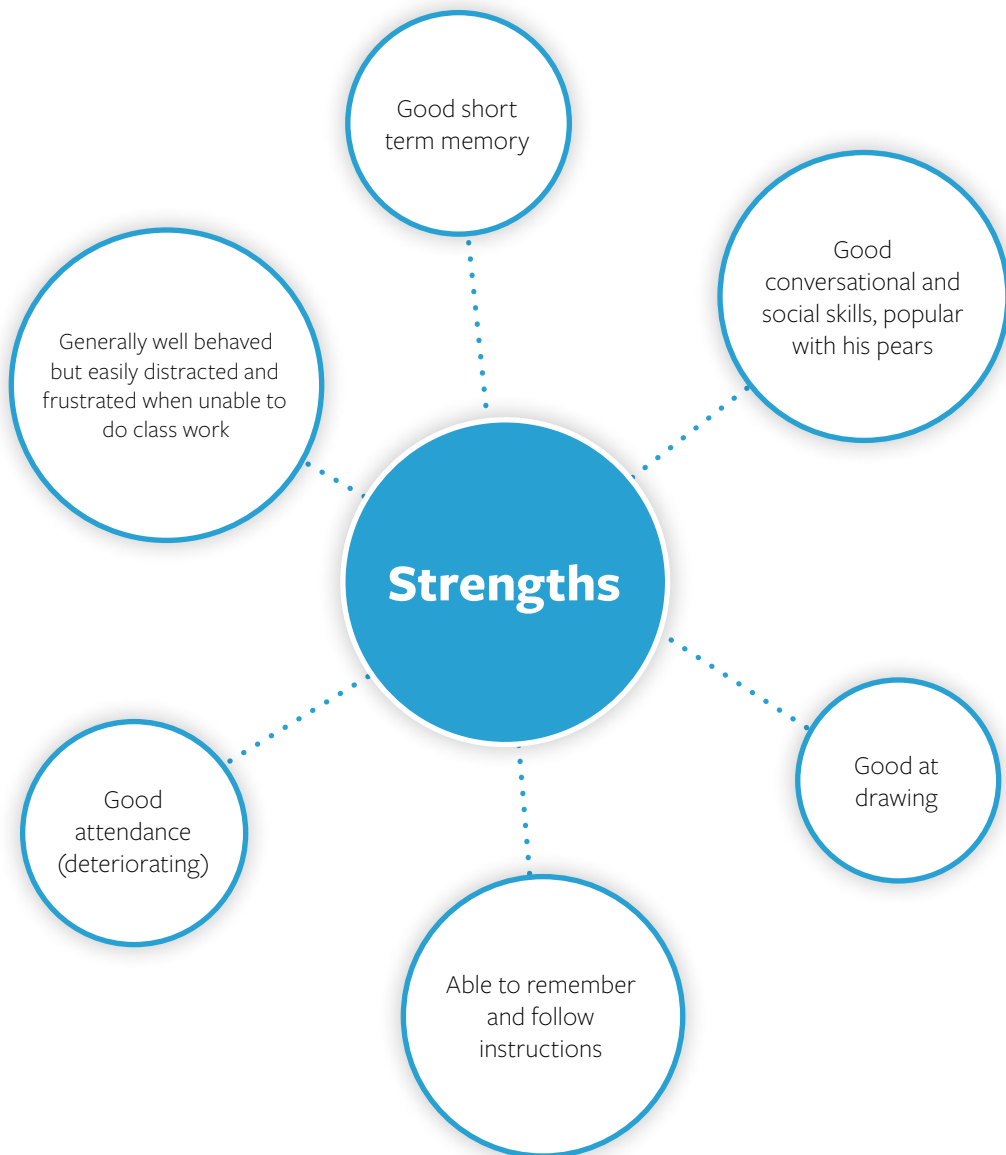 Good short
term memory
Good
conversational and
social skills, popular
with his pears
Generally well behaved
but easily distracted and
frustrated when unable to
do class work
Strengths
Good at
drawing
Good
attendance
(deteriorating)
Able to remember
and follow
instructions